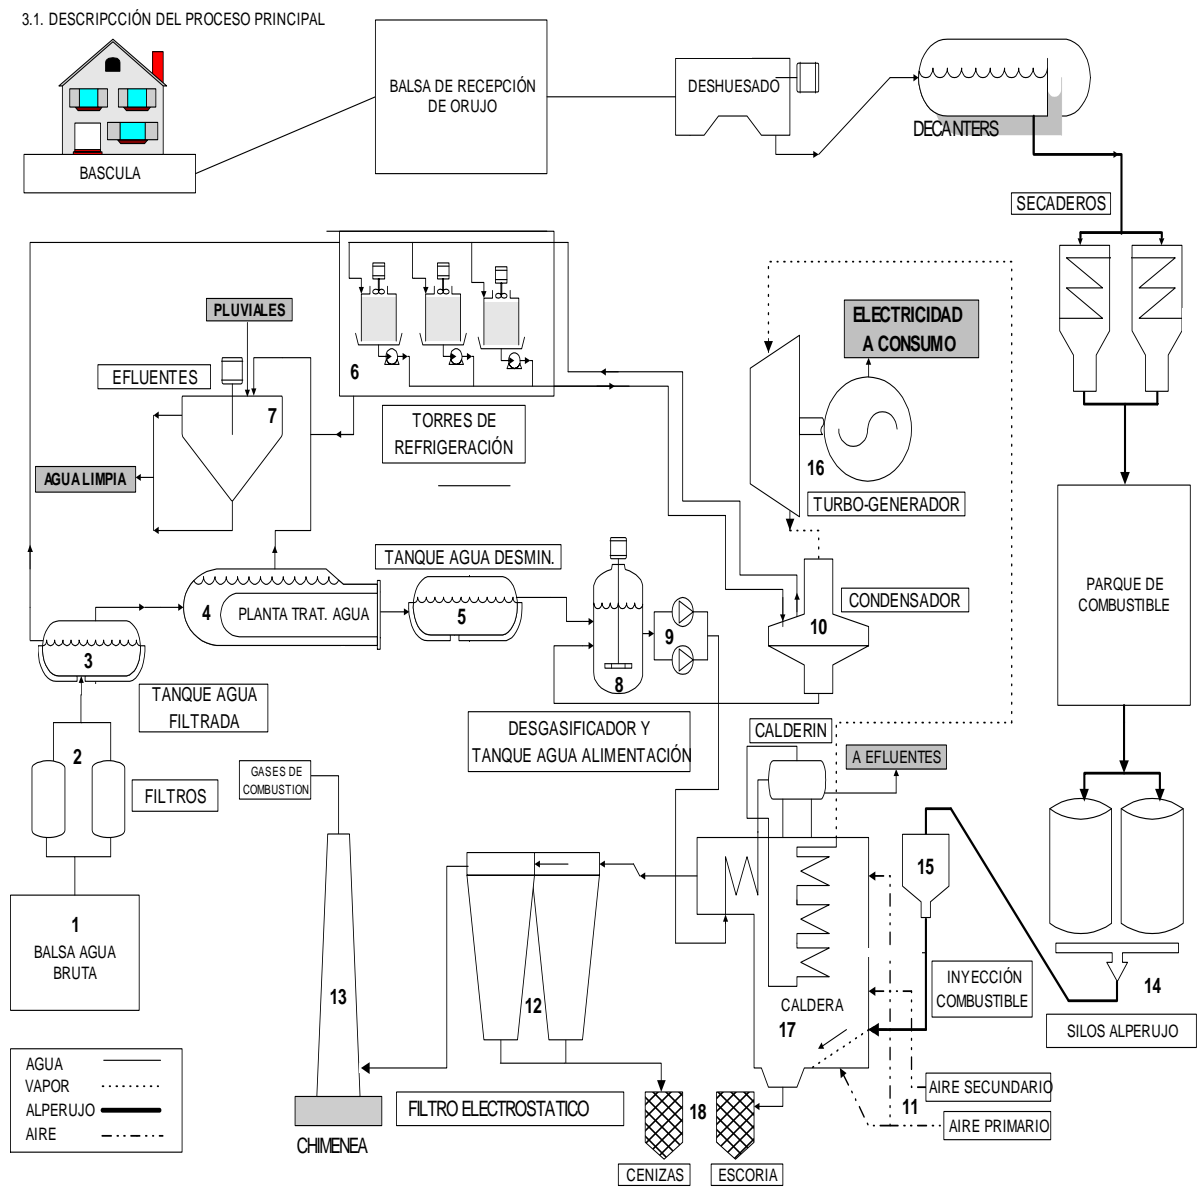 3.1. DESCRIPCCIÓN DEL PROCESO PRINCIPAL
BASCULA
BALSA DE RECEPCIÓN
DE ORUJO
DESHUESADO
DECANTERS
SECADEROS
PLUVIALES
EFLUENTES
7
AGUA LIMPIA
6
TORRES DE
REFRIGERACIÓN
ELECTRICIDAD
A CONSUMO
16
TURBO-GENERADOR
PARQUE DE
COMBUSTIBLE
TANQUE AGUA DESMIN.
4
PLANTA TRAT. AGUA
5
8
9
10
CONDENSADOR
3
TANQUE AGUA
FILTRADA
DESGASIFICADOR Y
TANQUE AGUA ALIMENTACIÓN
CALDERIN
A EFLUENTES
2
FILTROS
GASES DE
COMBUSTION
1
BALSA AGUA
BRUTA
13
12
CALDERA
17
15
INYECCIÓN
COMBUSTIBLE
14
SILOS ALPERUJO
AGUA
VAPOR
ALPERUJO
AIRE
CHIMENEA
FILTRO ELECTROSTATICO
18
CENIZAS
ESCORIA
11
AIRE SECUNDARIO
AIRE PRIMARIO